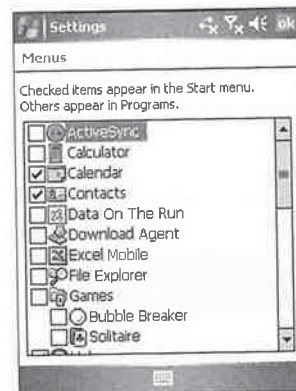 Settings ok
Menus
Checked items appear in the Start menu.
Others appear in Programs.
ActiveSync
Calculator
Calendar
Contacts
Data On The Run
Download Agent
Excel Mobile
File Explorer
Games
Bubble Breaker
Solitaire